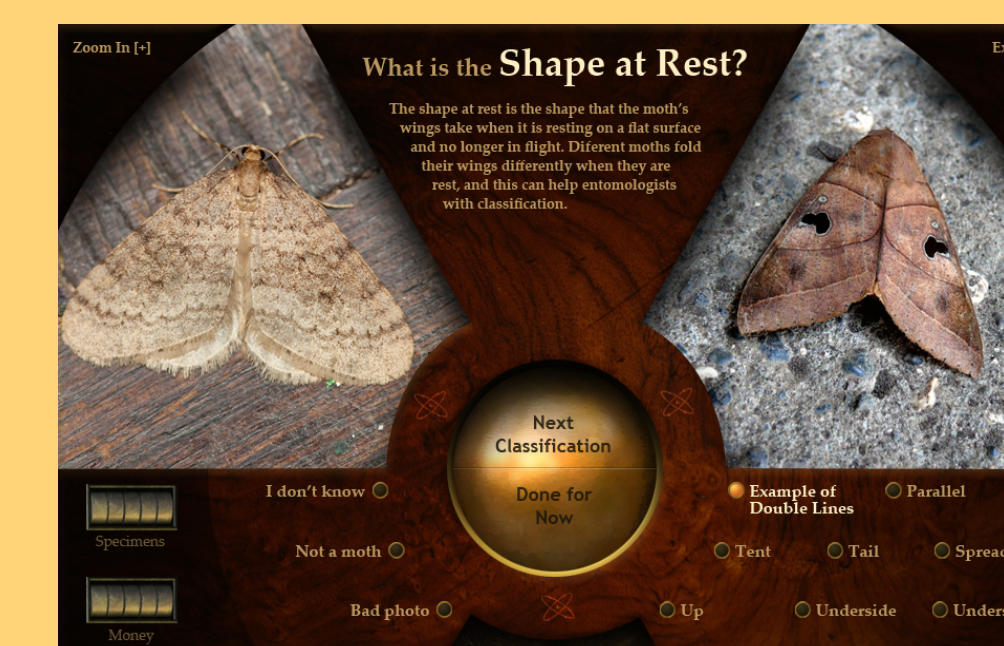 Zoom In [+]
What is the Shape at Rest?
The shape at rest is the shape that the moth's
wings take when it is resting on a flat surface
and no longer in flight. Diferent moths fold
their wings differently when they are
rest, and this can help entomologists
with classification.
Next
Classification
Done for
Now
I don't know
Not a moth
Bad photo
Specimens
Money
Example of
Double Lines
Parallel
Tent
Tail
Up
Underside